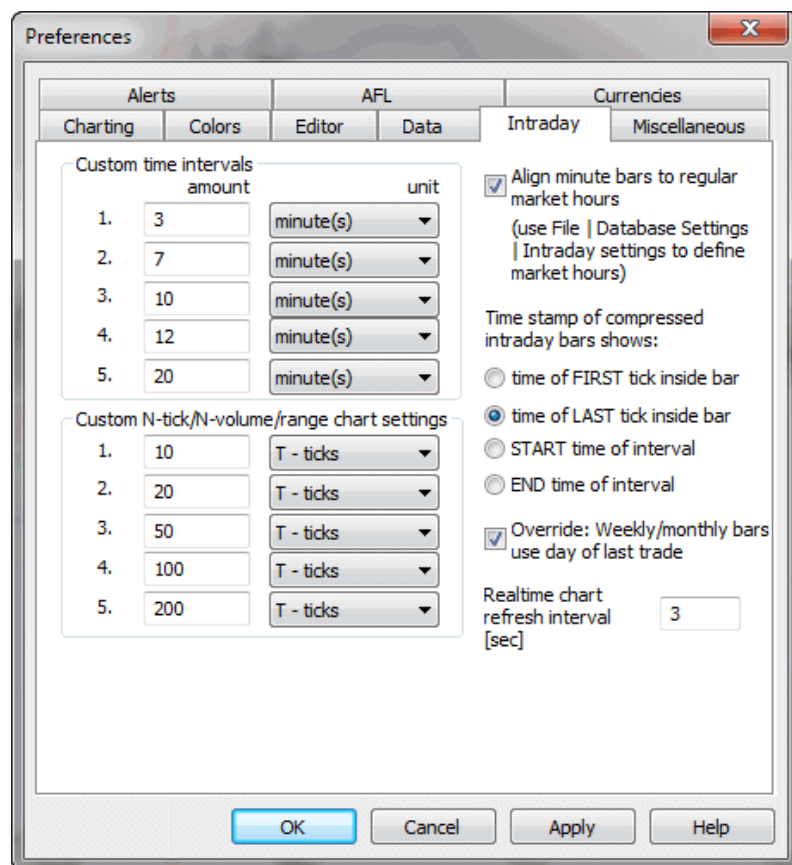 Preferences
Alerts AFL Currencies
Charting Colors Editor Data Intraday Miscellaneous
Custom time intervals
amount unit
1. 3 minute(s)
2. 7 minute(s)
3. 10 minute(s)
4. 12 minute(s)
5. 20 minute(s)
Custom N-tick/N-volume/range chart settings
1. 10 T - ticks
2. 20 T - ticks
3. 50 T - ticks
4. 100 T - ticks
5. 200 T - ticks
Align minute bars to regular
market hours
(use File | Database Settings
| Intraday settings to define
market hours)
Time stamp of compressed
intraday bars shows:
time of FIRST tick inside bar
time of LAST tick inside bar
START time of interval
END time of interval
Override: Weekly/monthly bars
use day of last trade
Realtime chart
refresh interval 3
[sec]
OK Cancel Apply Help